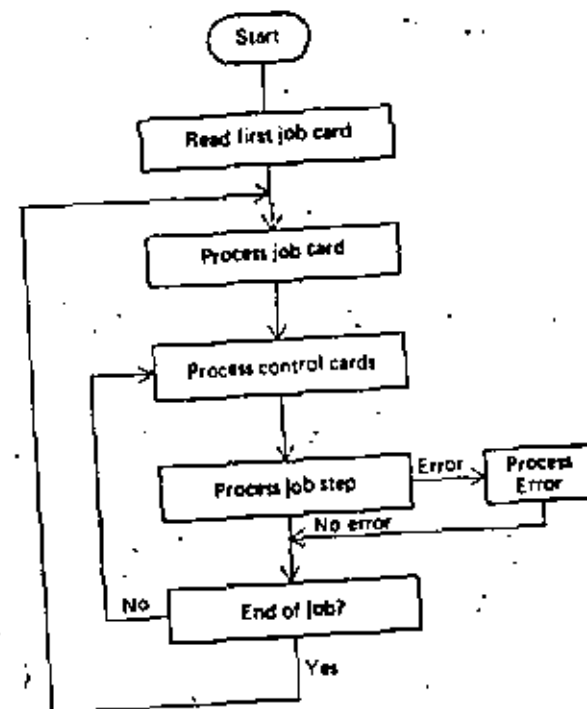 Start
Read first job card
Process job card
Process control cards
Process job step
Error
Process
Error
No error
No
End of job?
Yes